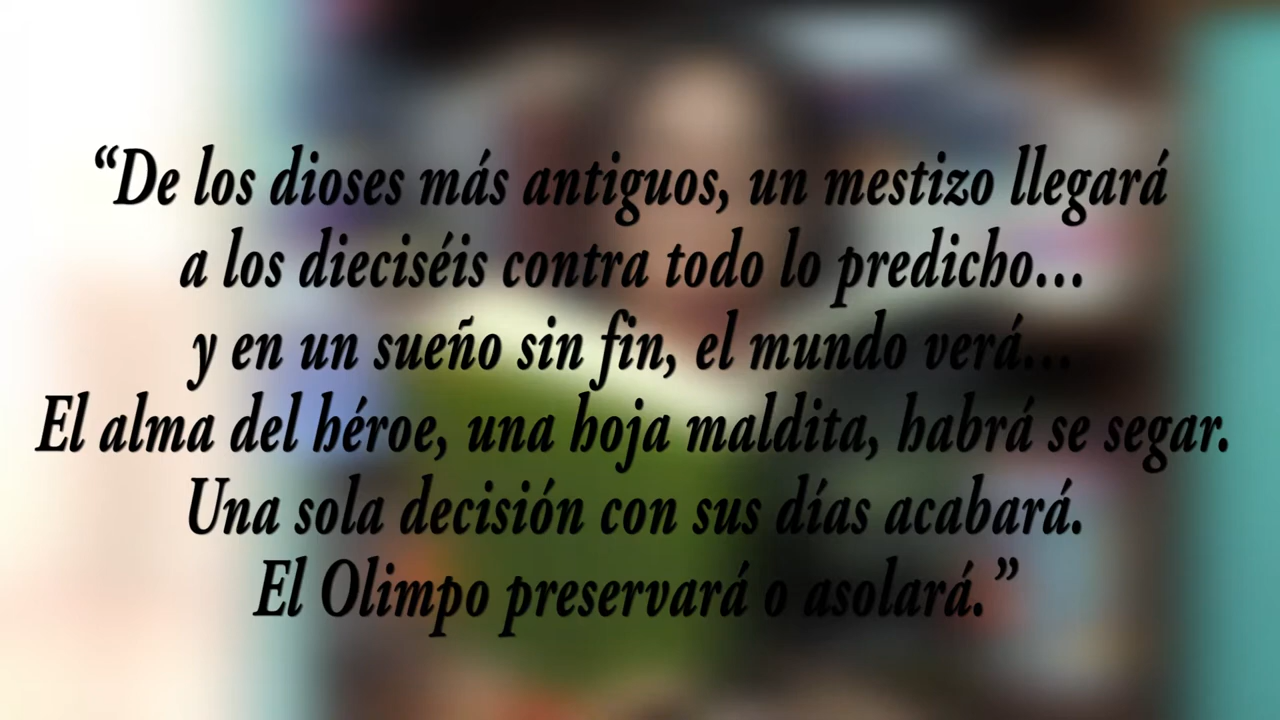 “De los dioses más antiguos, un mestizo llegará
a los dieciséis contra todo lo predicho...
y en un sueño sin fin, el mundo verá...
El alma del héroe, una hoja maldita, habrá se segar.
Una sola decisión con sus días acabará.
El Olimpo preservará o asolará.”